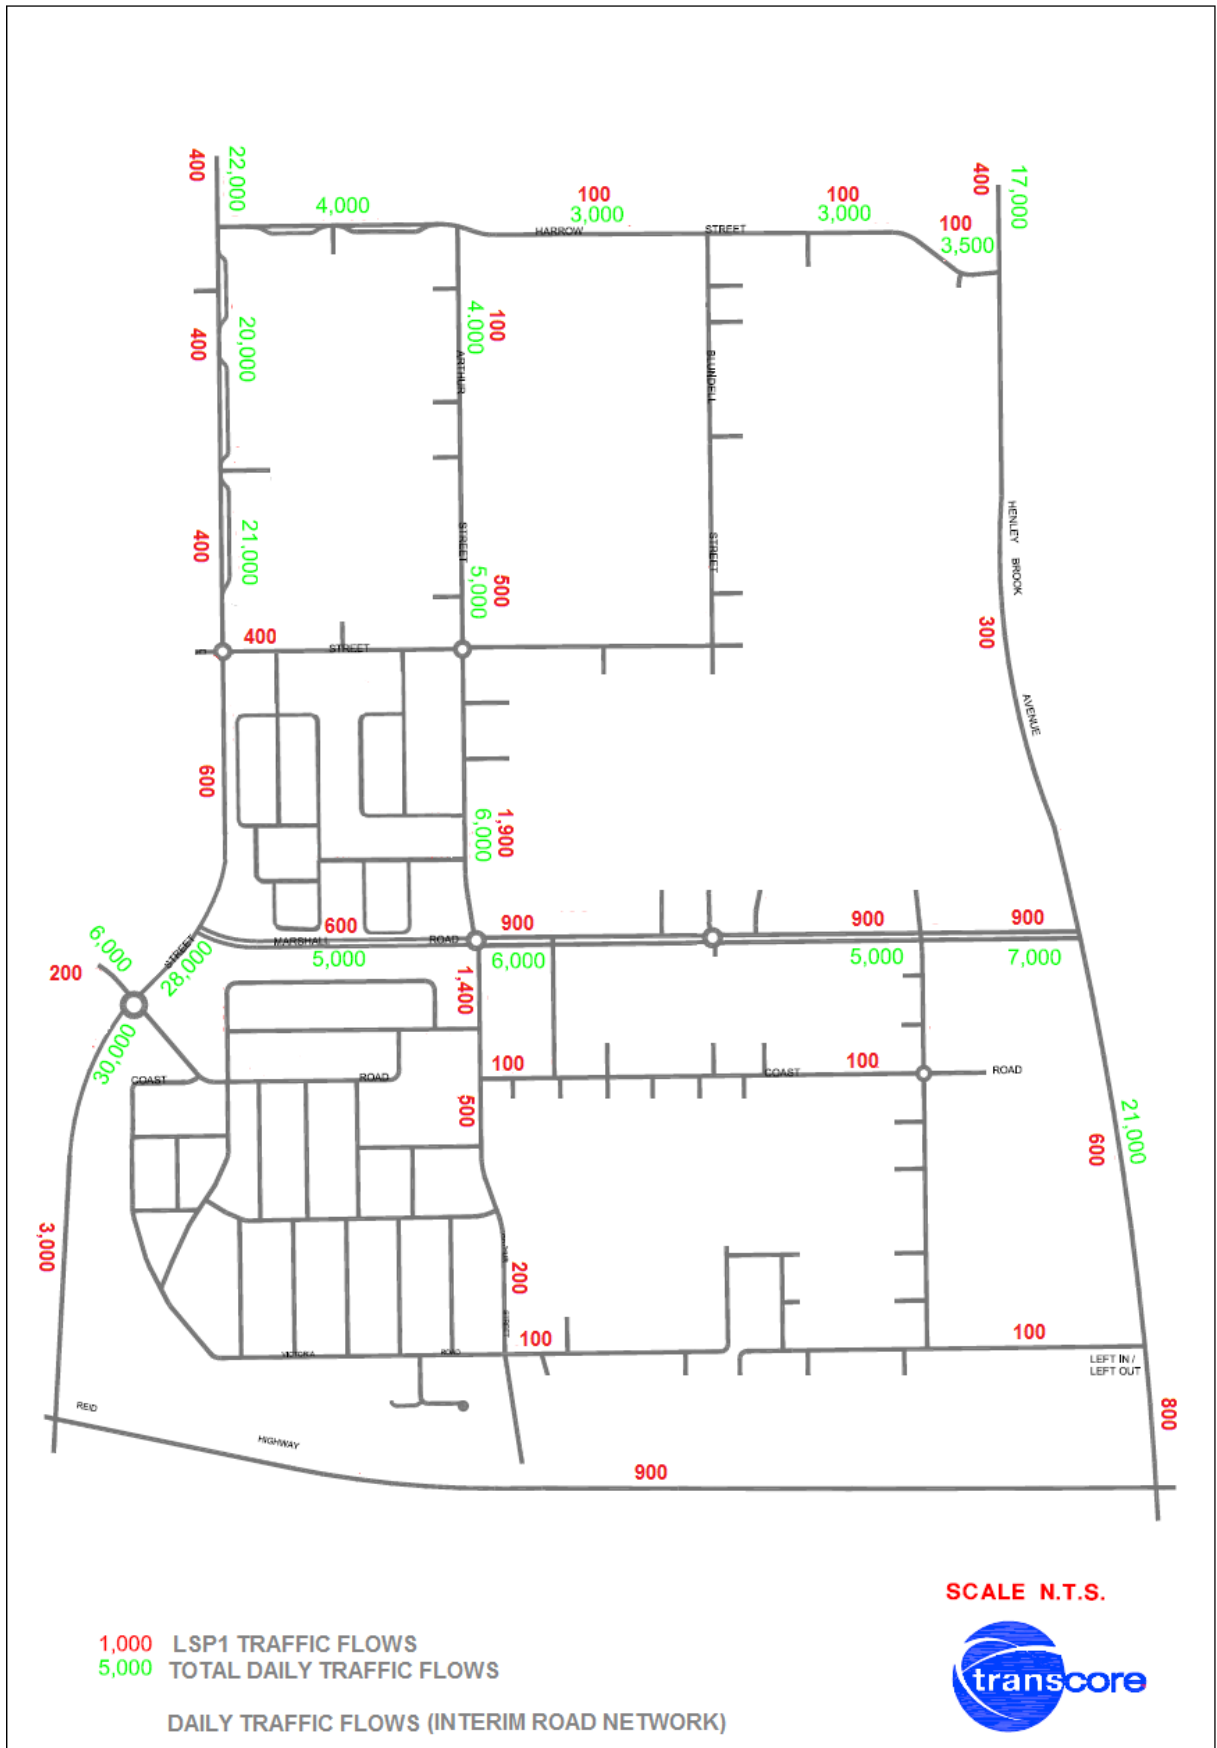 400
22,000
4,000
100
3,000
100
3,000
400
17,000
100
3,500
HARROW
STREET
400
20,000
4.000
100
ARTHUR
BLUNDELL
400
21,000
STREET
5,000
500
STREET
HENLEY BROOK
300
400
STREET
AVENUE
600
6,000
1,900
600
900
900
900
MARSHALL
ROAD
6,000
STREET
28,000
5,000
6,000
5,000
7,000
200
1,400
30,000
COAST
ROAD
100
COAST
100
ROAD
500
21,000
600
3,000
200
STREET
100
100
VICTORIA
ROAD
LEFT IN /
LEFT OUT
REID
HIGHWAY
800
900
SCALE N.T.S.
1,000 LSP1 TRAFFIC FLOWS
5,000 TOTAL DAILY TRAFFIC FLOWS
transcore
DAILY TRAFFIC FLOWS (INTERIM ROAD NETWORK)